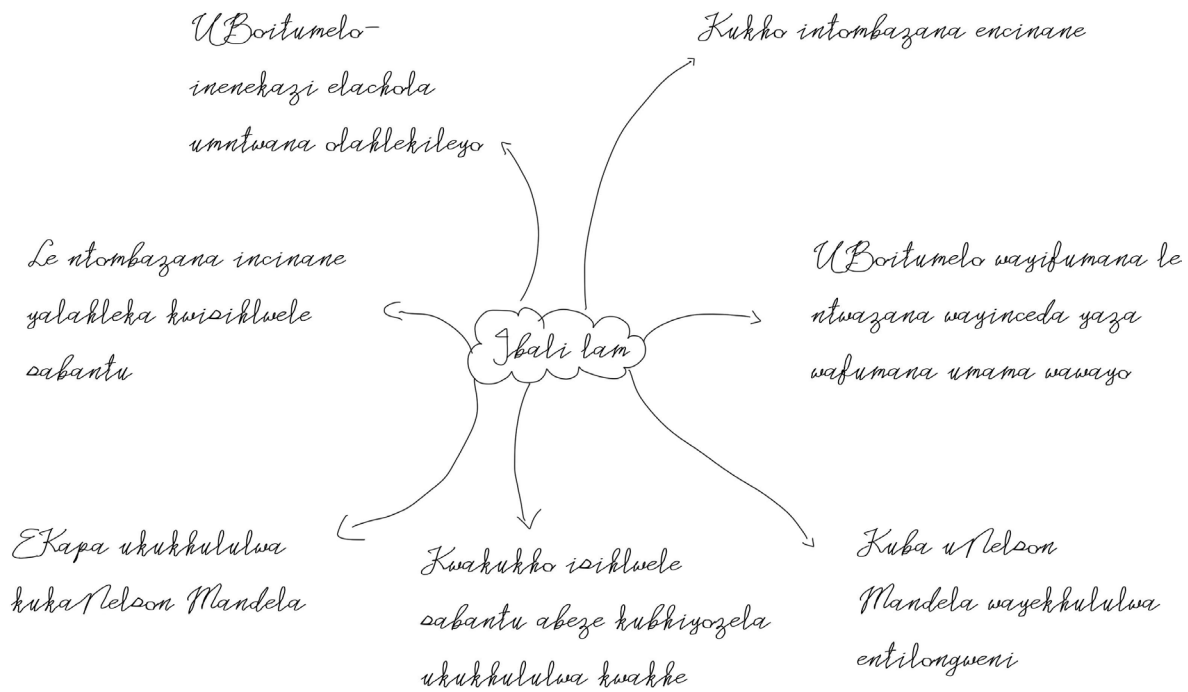 UBoitumelo-
inenekazi elachola
umntwana olahlekileyo
Kukho intombazana encinane
Le ntombazana incinane
yalahleka kwisihlwele
sabantu
Ibali lam
UBoitumelo wayifumana le
ntwazana wayinceda yaza
wafumana umama wawayo
EKapa ukukhululwa
kukaNelson Mandela
Kwakukho isihlwele
sabantu abeze kubhiyozela
ukukhululwa kwakhe
Kuba uNelson
Mandela wayekhululwa
entilongweni